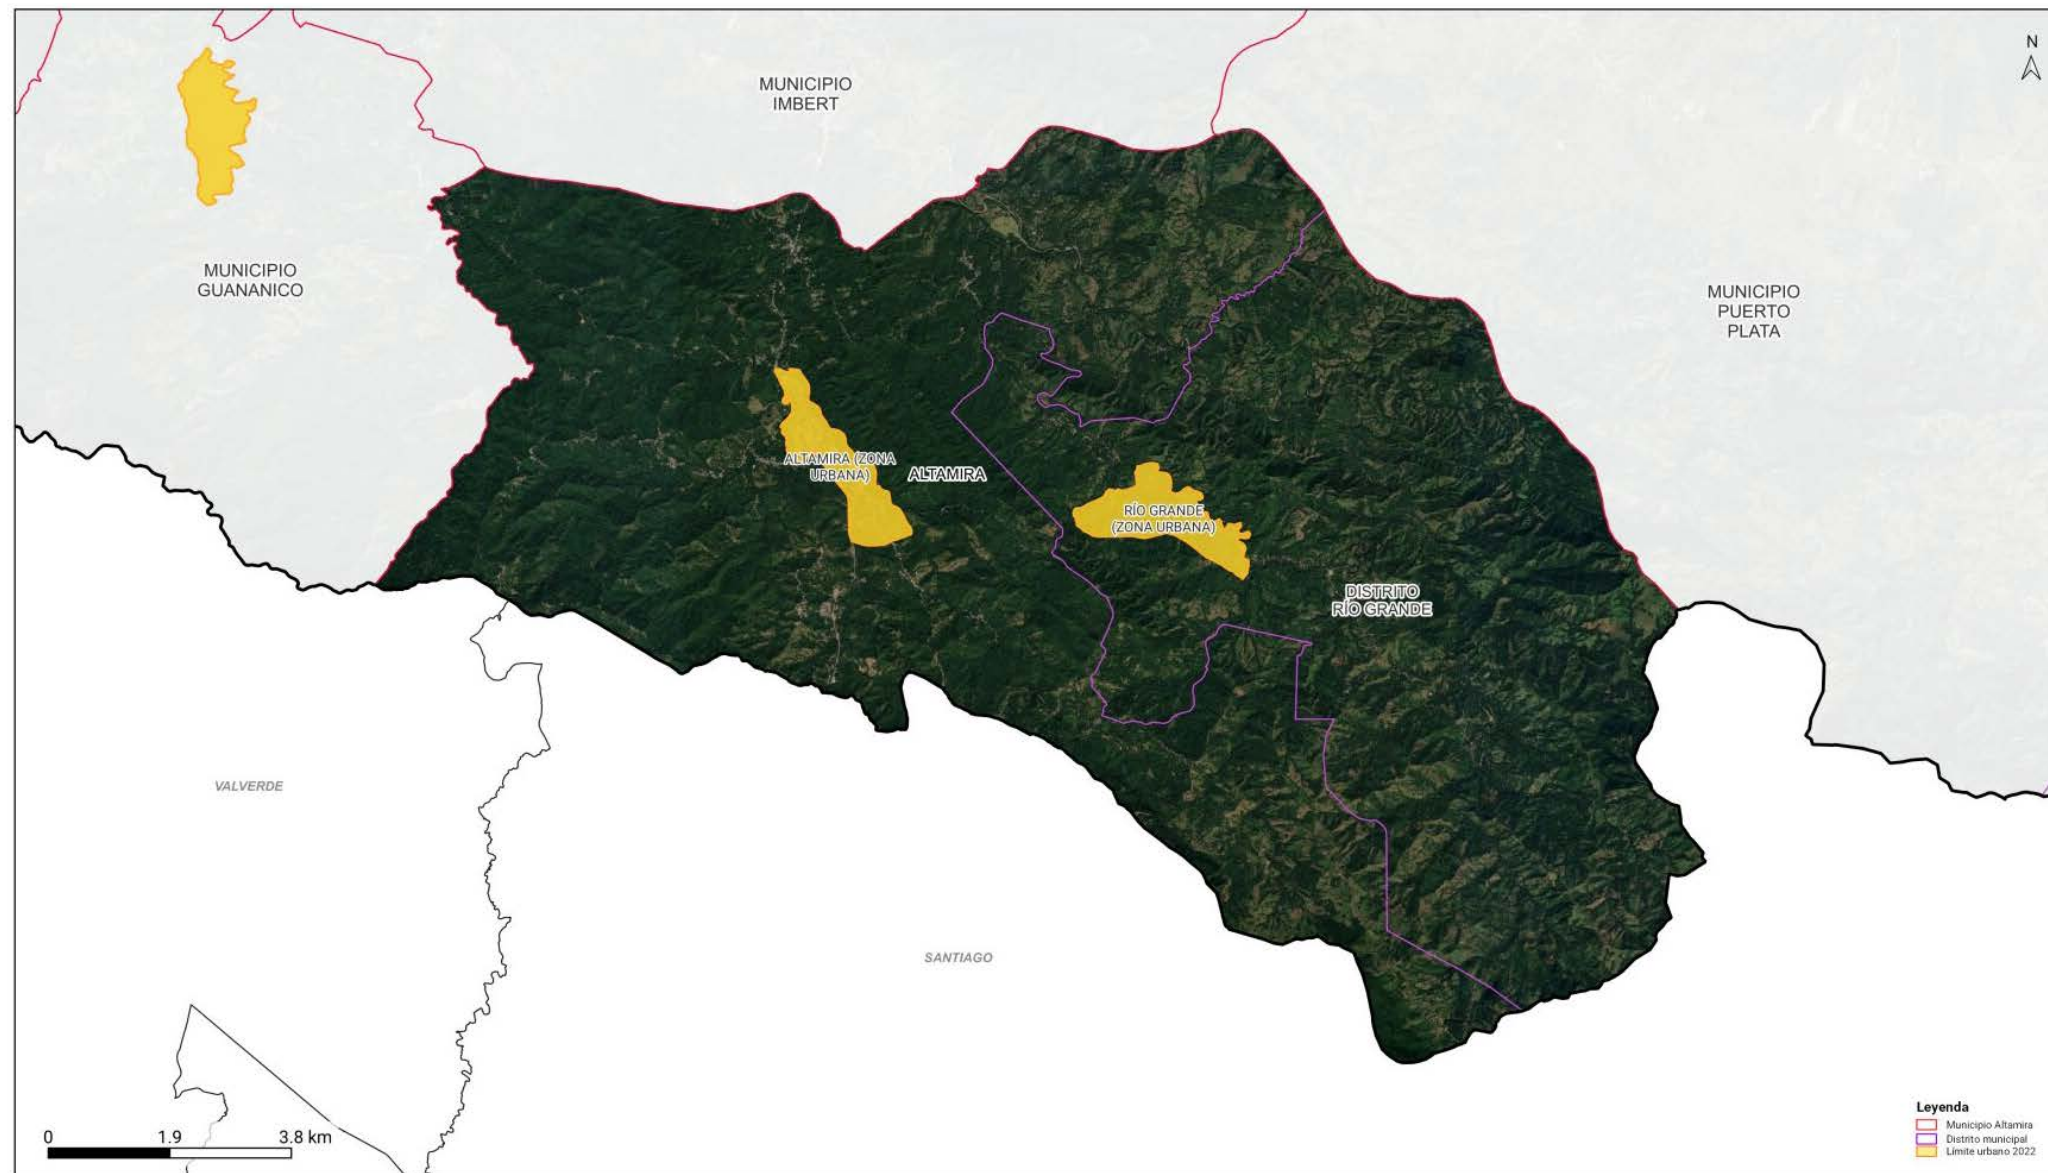 N
MUNICIPIO
IMBERT
MUNICIPIO
GUANANICO
MUNICIPIO
PUERTO
PLATA
ALTAMIRA (ZONA
URBANA)
ALTAMIRA
RÍO GRANDE
(ZONA URBANA)
DISTRITO
RÍO GRANDE
VALVERDE
SANTIAGO
0 1.9 3.8 km
Leyenda
Municipio Altamira
Distrito municipal
Límite urbano 2022